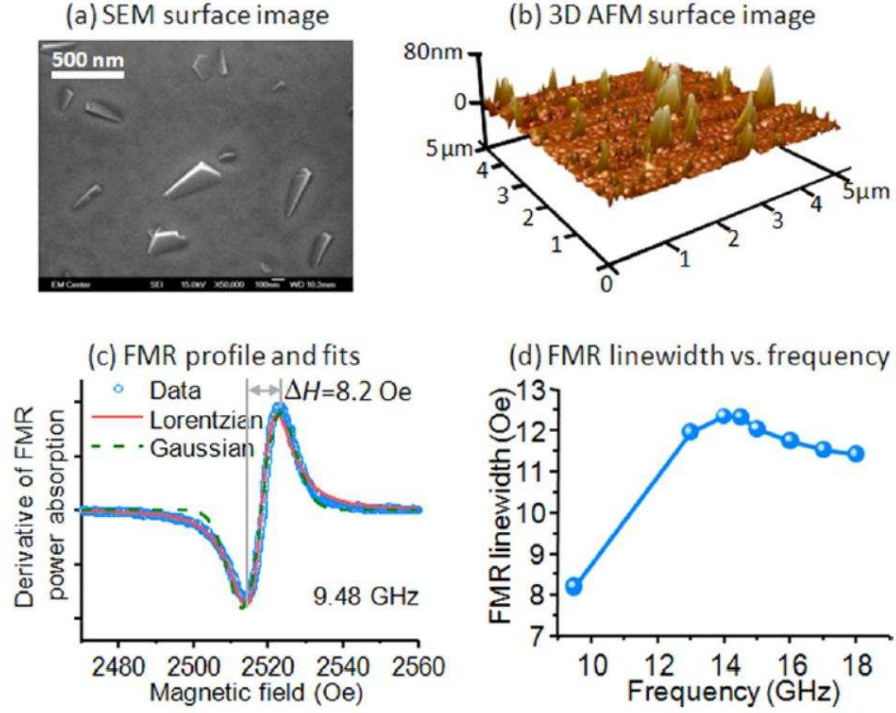 (a) SEM surface image
500 nm
EM Center SEI 15.0kV X50,000 100nm WD 10.3mm
(b) 3D AFM surface image
80nm
0
5μm
4
3
2
1
0
1
2
3
4
5μm
(c) FMR profile and fits
Data
Lorentzian
Gaussian
ΔH=8.2 Oe
9.48 GHz
Derivative of FMR
power absorption
2480 2500 2520 2540 2560
Magnetic field (Oe)
(d) FMR linewidth vs. frequency
FMR linewidth (Oe)
13
12
11
10
9
8
7
10 12 14 16 18
Frequency (GHz)